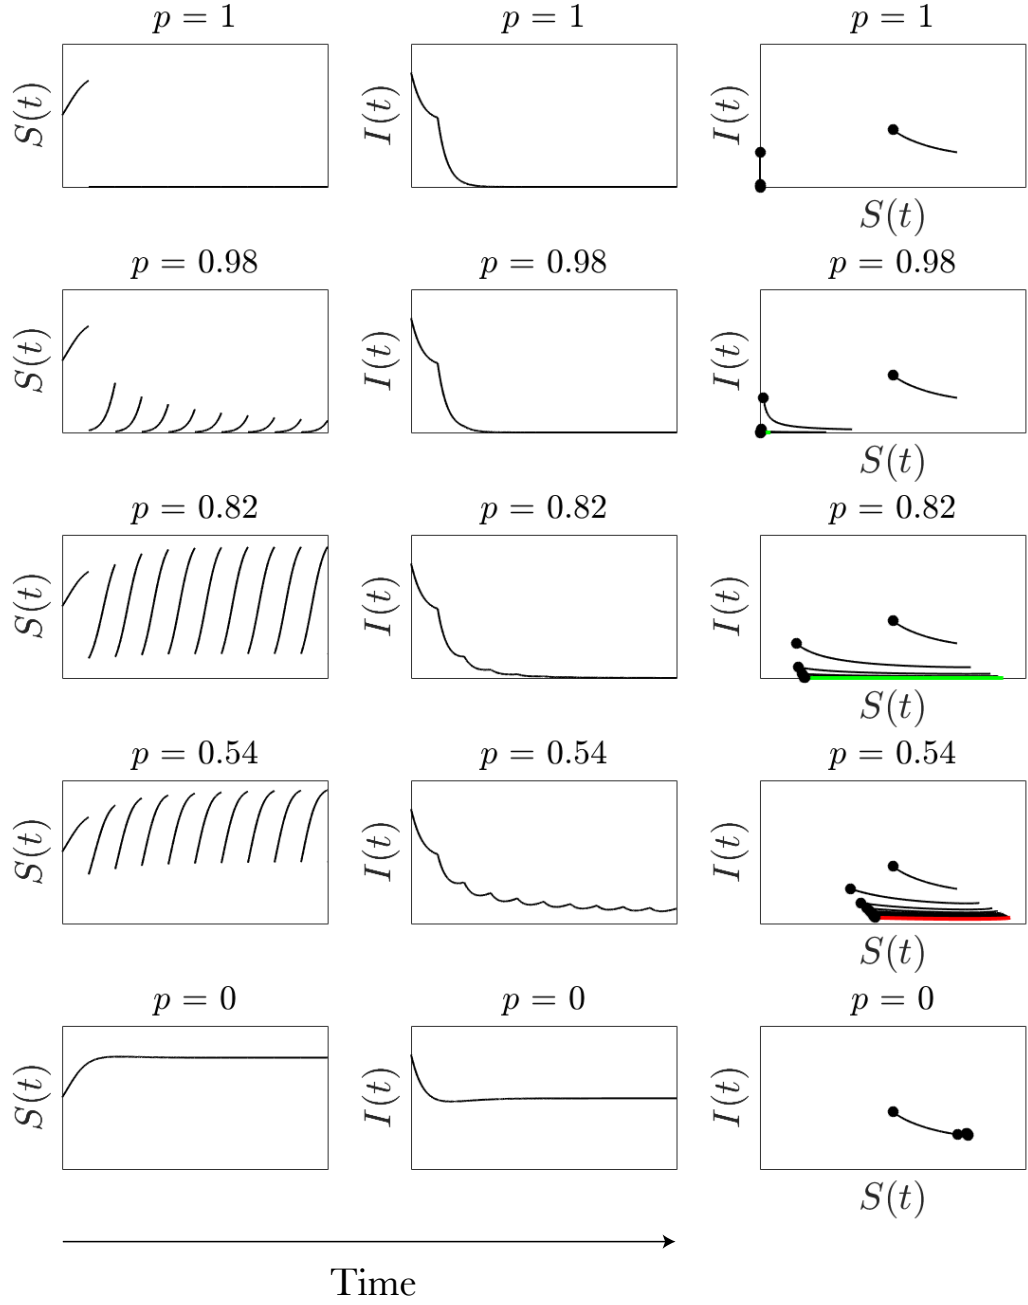 p = 1 p = 1 p = 1
S(t) I(t) I(t)
S(t)
p = 0.98 p = 0.98 p = 0.98
S(t) I(t) I(t)
S(t)
p = 0.82 p = 0.82 p = 0.82
S(t) I(t) I(t)
S(t)
p = 0.54 p = 0.54 p = 0.54
S(t) I(t) I(t)
S(t)
p = 0 p = 0 p = 0
S(t) I(t) I(t)
S(t)
Time